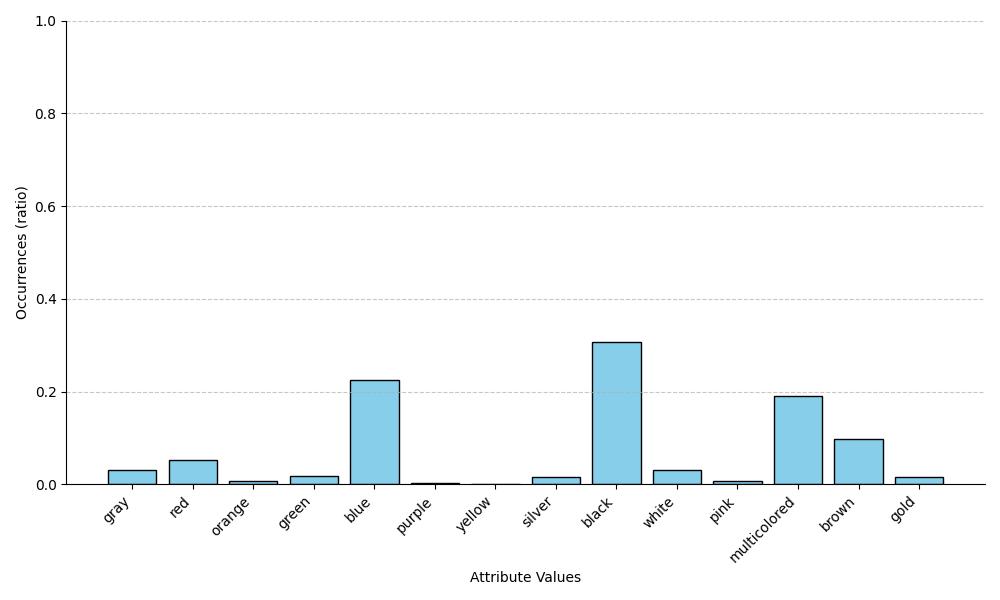 1.0
0.8
0.6
0.4
0.2
0.0
Occurrences (ratio)
gray
red
orange
green
blue
purple
yellow
silver
black
white
pink
multicolored
brown
gold
Attribute Values